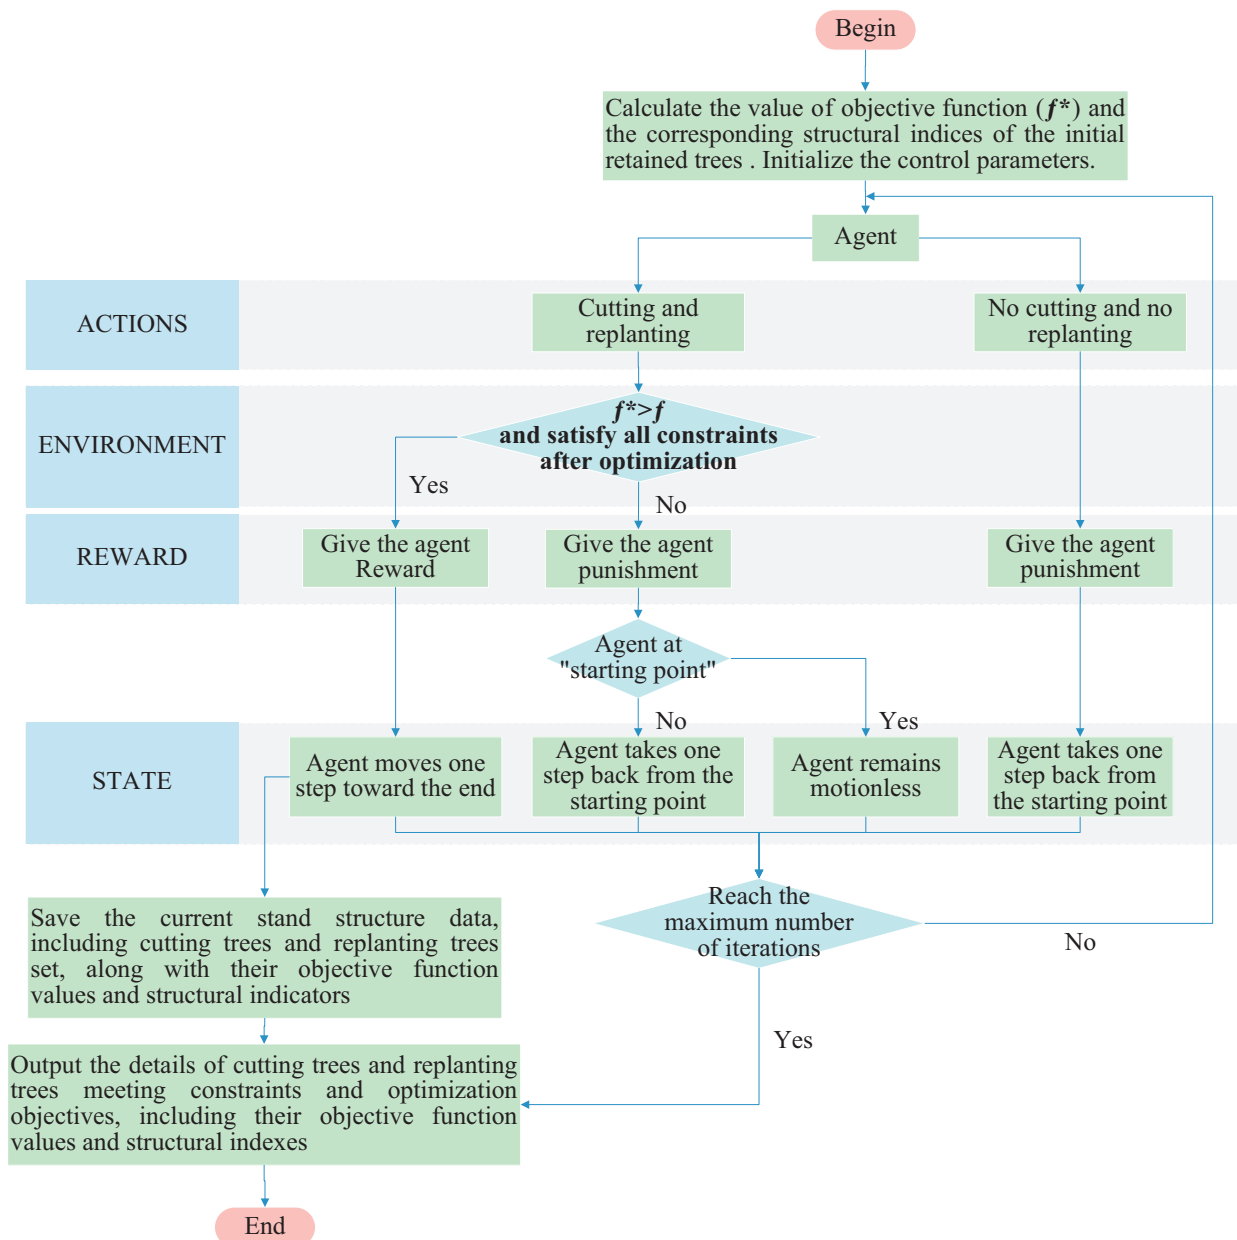 Begin
Calculate the value of objective function (f*) and
the corresponding structural indices of the initial
retained trees . Initialize the control parameters.
Agent
ACTIONS
Cutting and
replanting
No cutting and no
replanting
ENVIRONMENT
f*>f
and satisfy all constraints
after optimization
Yes
No
REWARD
Give the agent
Reward
Give the agent
punishment
Give the agent
punishment
Agent at
"starting point"
No
Yes
STATE
Agent moves one
step toward the end
Agent takes one
step back from the
starting point
Agent remains
motionless
Agent takes one
step back from
the starting point
Reach the
maximum number
of iterations
No
Yes
Save the current stand structure data,
including cutting trees and replanting trees
set, along with their objective function
values and structural indicators
Output the details of cutting trees and replanting
trees meeting constraints and optimization
objectives, including their objective function
values and structural indexes
End